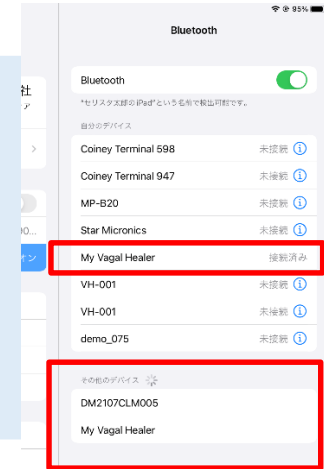 95%
Bluetooth
社
ア
Bluetooth
"セリスタ太郎のiPad"という名前で検出可能です。
自分のデバイス
Coiney Terminal 598 未接続
Coiney Terminal 947 未接続
MP-B20 未接続
Star Micronics 未接続
My Vagal Healer 接続済み
オン
VH-001 未接続
VH-001 未接続
demo_075 未接続
その他のデバイス
DM2107CLM005
My Vagal Healer